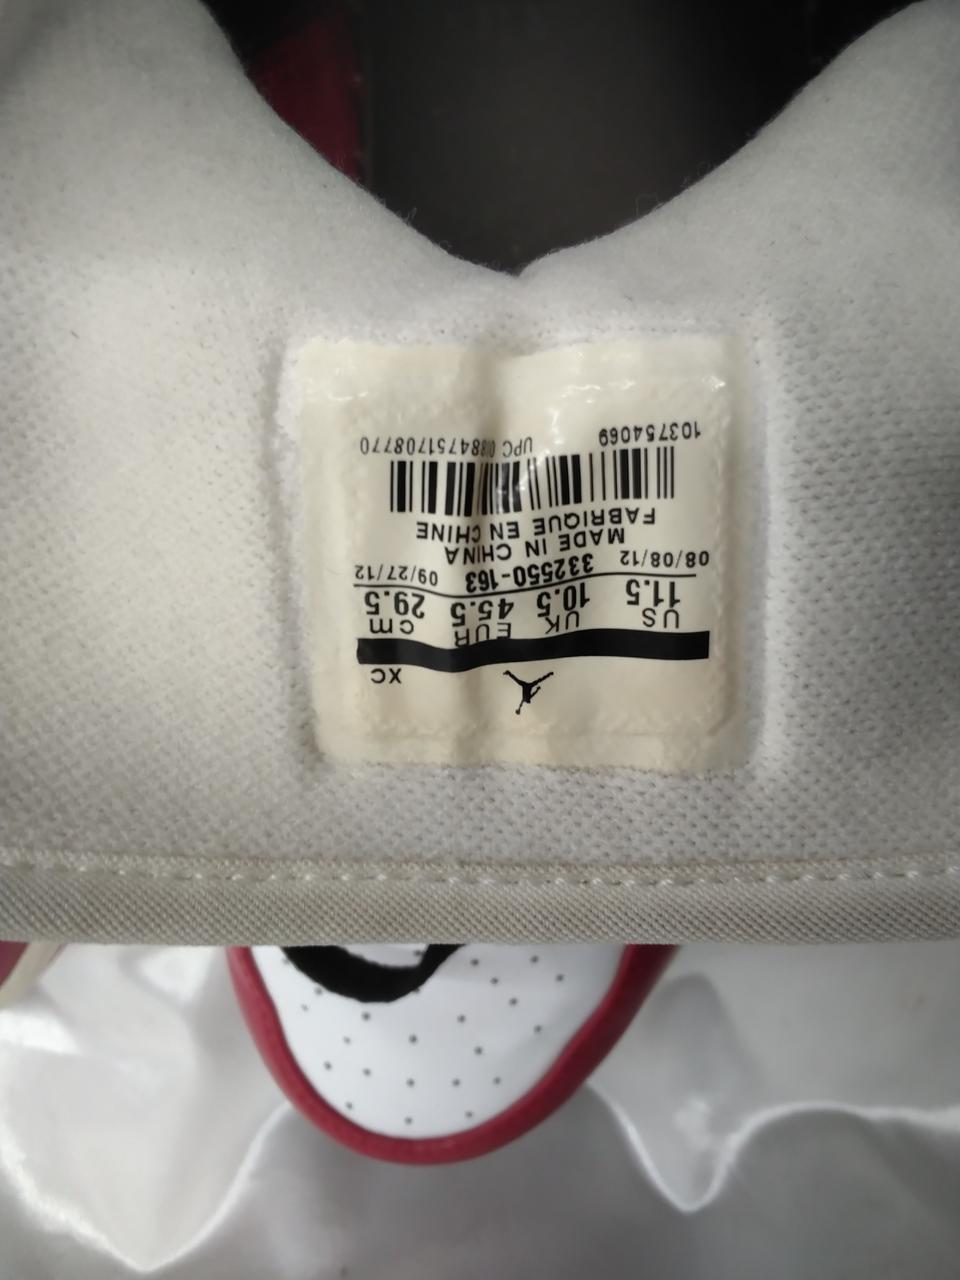 XC
US UK EUR cm
11.5 10.5 45.5 29.5
08/08/12 332550-163 09/27/12
MADE IN CHINA
FABRIQUE EN CHINE
103754069 UPC 00884751708770